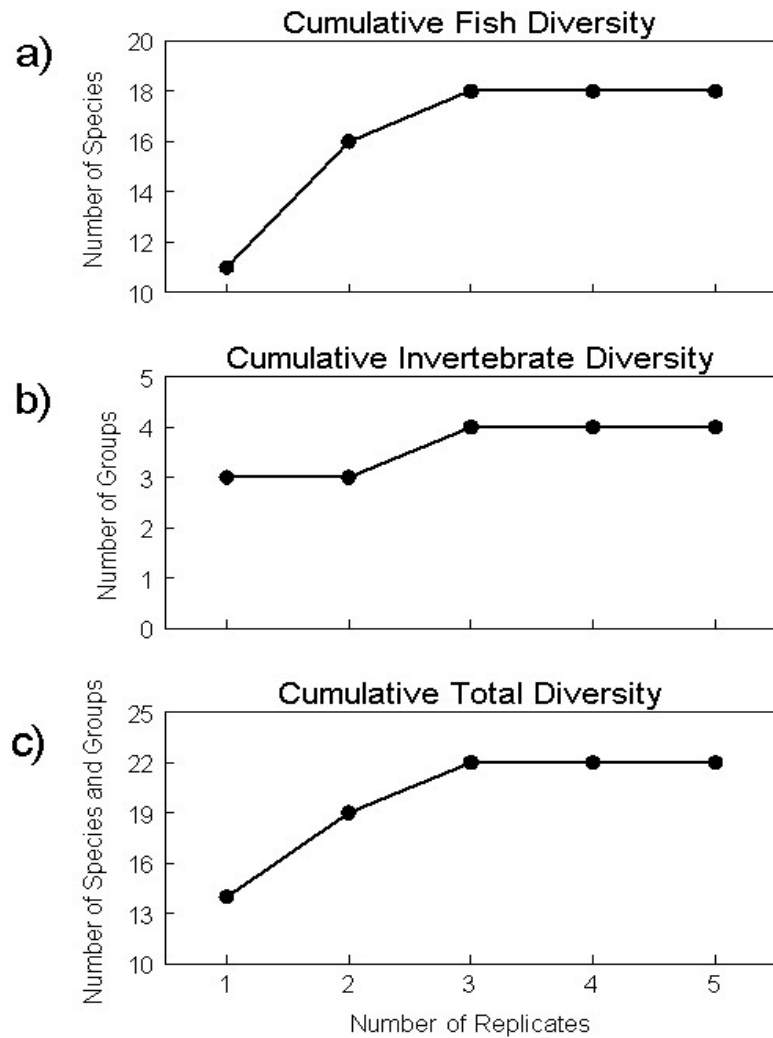 a)
Cumulative Fish Diversity
Number of Species
20
18
16
14
12
10
b)
Cumulative Invertebrate Diversity
Number of Groups
5
4
3
2
1
0
c)
Cumulative Total Diversity
Number of Species and Groups
25
22
19
16
13
10
1 2 3 4 5
Number of Replicates